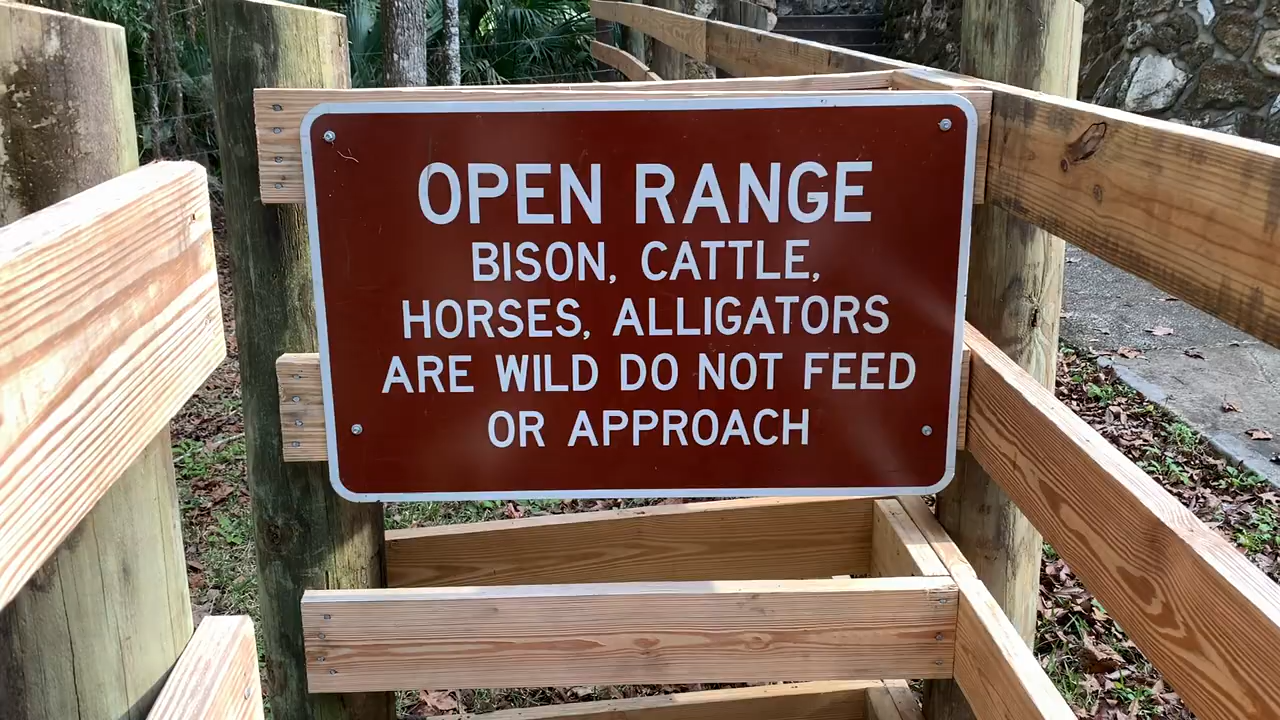 OPEN RANGE
BISON, CATTLE,
HORSES, ALLIGATORS
ARE WILD DO NOT FEED
OR APPROACH